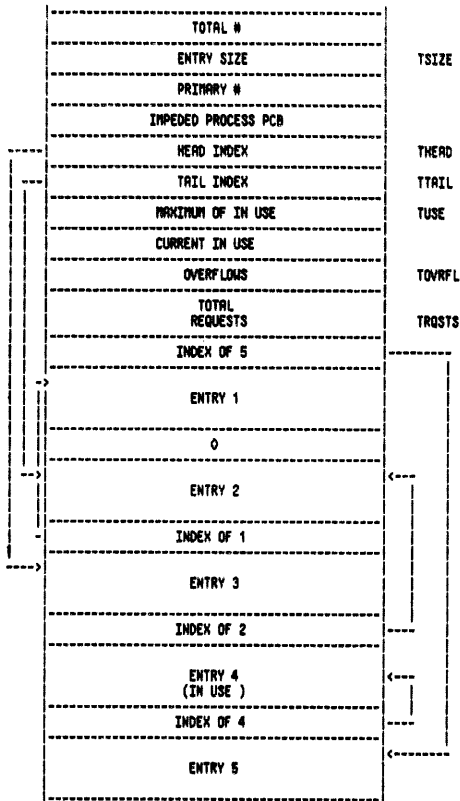 TOTAL #
ENTRY SIZE TSIZE
PRIMARY #
IMPEDED PROCESS PCB
HEAD INDEX THEAD
TAIL INDEX TTAIL
MAXIMUM OF IN USE TUSE
CURRENT IN USE
OVERFLOWS TOVRFL
TOTAL
REQUESTS TRQSTS
INDEX OF 5
ENTRY 1
0
ENTRY 2
INDEX OF 1
ENTRY 3
INDEX OF 2
ENTRY 4
(IN USE )
INDEX OF 4
ENTRY 5